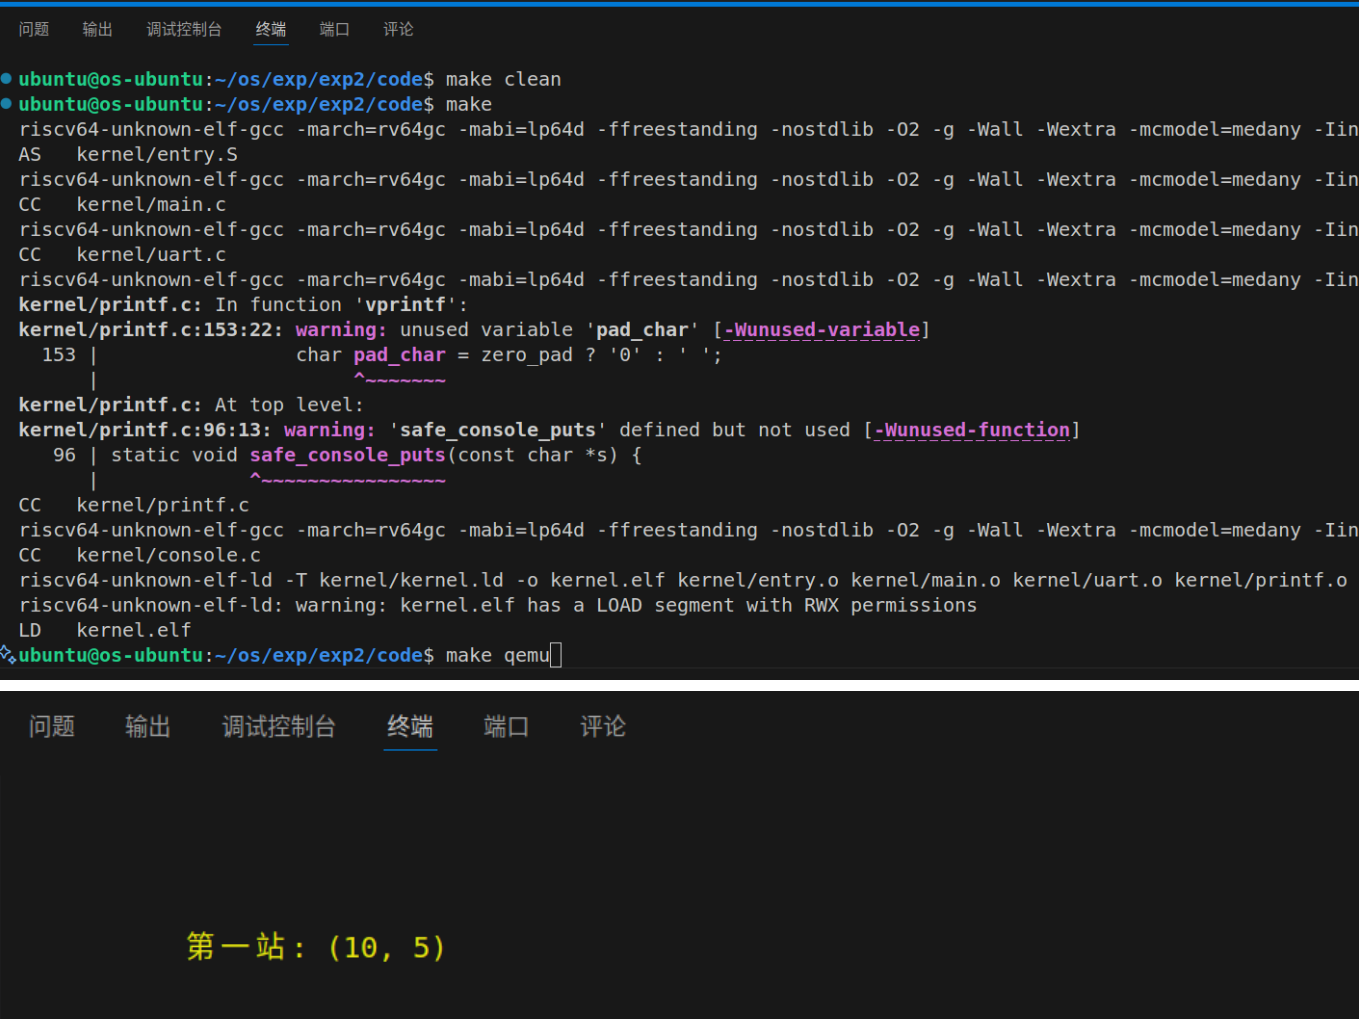 问题 输出 调试控制台 终端 端口 评论
ubuntu@os-ubuntu:~/os/exp/exp2/code$ make clean
ubuntu@os-ubuntu:~/os/exp/exp2/code$ make
riscv64-unknown-elf-gcc -march=rv64gc -mabi=lp64d -ffreestanding -nostdlib -O2 -g -Wall -Wextra -mcmodel=medany -Iin
AS   kernel/entry.S
riscv64-unknown-elf-gcc -march=rv64gc -mabi=lp64d -ffreestanding -nostdlib -O2 -g -Wall -Wextra -mcmodel=medany -Iin
CC   kernel/main.c
riscv64-unknown-elf-gcc -march=rv64gc -mabi=lp64d -ffreestanding -nostdlib -O2 -g -Wall -Wextra -mcmodel=medany -Iin
CC   kernel/uart.c
riscv64-unknown-elf-gcc -march=rv64gc -mabi=lp64d -ffreestanding -nostdlib -O2 -g -Wall -Wextra -mcmodel=medany -Iin
kernel/printf.c: In function 'vprintf':
kernel/printf.c:153:22: warning: unused variable 'pad_char' [-Wunused-variable]
  153 |                 char pad_char = zero_pad ? '0' : ' ';
      |                      ^~~~~~~~
kernel/printf.c: At top level:
kernel/printf.c:96:13: warning: 'safe_console_puts' defined but not used [-Wunused-function]
   96 | static void safe_console_puts(const char *s) {
      |             ^~~~~~~~~~~~~~~~~
CC   kernel/printf.c
riscv64-unknown-elf-gcc -march=rv64gc -mabi=lp64d -ffreestanding -nostdlib -O2 -g -Wall -Wextra -mcmodel=medany -Iin
CC   kernel/console.c
riscv64-unknown-elf-ld -T kernel/kernel.ld -o kernel.elf kernel/entry.o kernel/main.o kernel/uart.o kernel/printf.o
riscv64-unknown-elf-ld: warning: kernel.elf has a LOAD segment with RWX permissions
LD   kernel.elf
ubuntu@os-ubuntu:~/os/exp/exp2/code$ make qemu
问题 输出 调试控制台 终端 端口 评论
第一站: (10, 5)